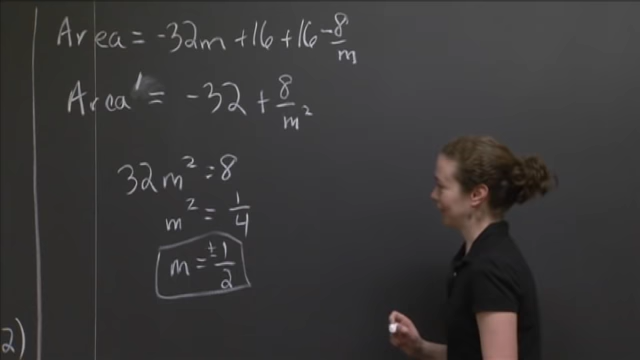 Area = -32m + 16 + 16 - 8/m
Area' = -32 + 8/m²
32m² = 8
m² = 1/4
m = ±1/2
2)